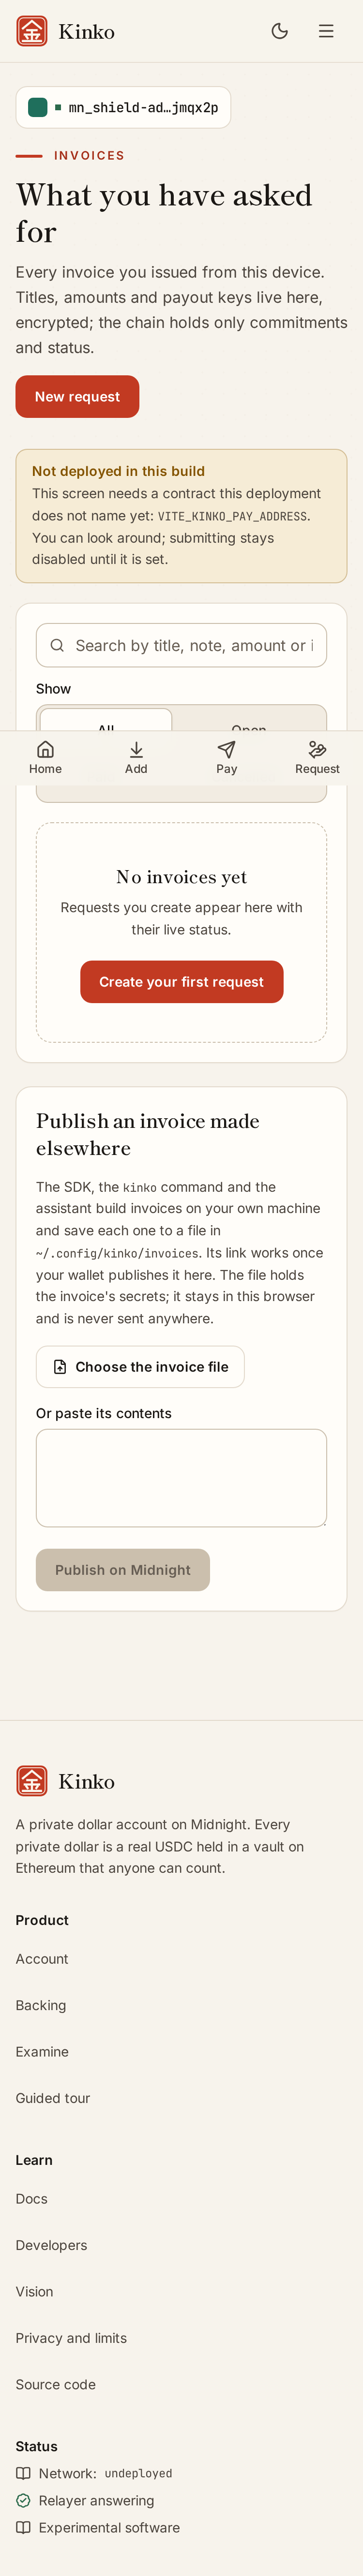 金 Kinko
mn_shield-ad…jmqx2p
INVOICES
What you have asked
for
Every invoice you issued from this device.
Titles, amounts and payout keys live here,
encrypted; the chain holds only commitments
and status.
New request
Not deployed in this build
This screen needs a contract this deployment
does not name yet: VITE_KINKO_PAY_ADDRESS.
You can look around; submitting stays
disabled until it is set.
Search by title, note, amount or i
Show
All Open
Home Add Pay Request
No invoices yet
Requests you create appear here with
their live status.
Create your first request
Publish an invoice made
elsewhere
The SDK, the kinko command and the
assistant build invoices on your own machine
and save each one to a file in
~/.config/kinko/invoices. Its link works once
your wallet publishes it here. The file holds
the invoice's secrets; it stays in this browser
and is never sent anywhere.
Choose the invoice file
Or paste its contents
Publish on Midnight
金 Kinko
A private dollar account on Midnight. Every
private dollar is a real USDC held in a vault on
Ethereum that anyone can count.
Product
Account
Backing
Examine
Guided tour
Learn
Docs
Developers
Vision
Privacy and limits
Source code
Status
Network: undeployed
Relayer answering
Experimental software